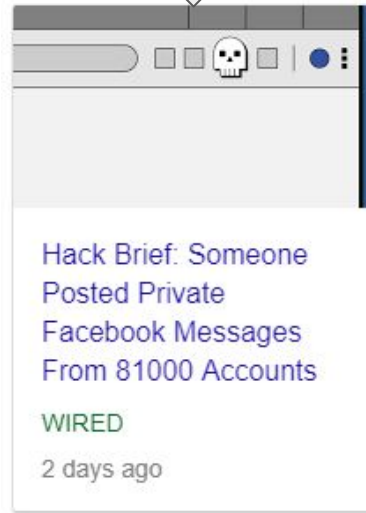 Hack Brief: Someone
Posted Private
Facebook Messages
From 81000 Accounts
WIRED
2 days ago